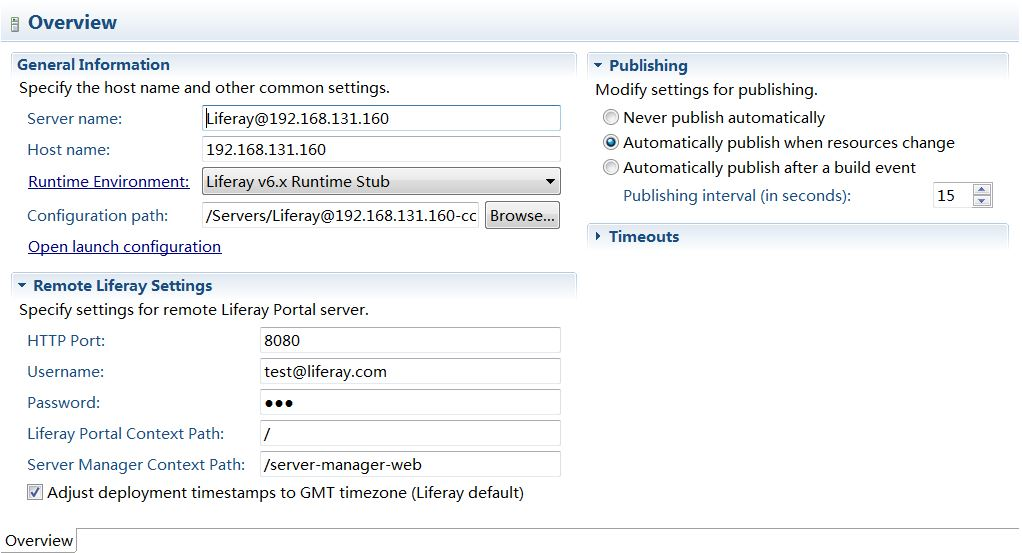 Overview
General Information
Specify the host name and other common settings.
Server name: Liferay@192.168.131.160
Host name: 192.168.131.160
Runtime Environment: Liferay v6.x Runtime Stub
Configuration path: /Servers/Liferay@192.168.131.160-cc Browse...
Open launch configuration
Remote Liferay Settings
Specify settings for remote Liferay Portal server.
HTTP Port: 8080
Username: test@liferay.com
Password: ●●●
Liferay Portal Context Path: /
Server Manager Context Path: /server-manager-web
Adjust deployment timestamps to GMT timezone (Liferay default)
Publishing
Modify settings for publishing.
Never publish automatically
Automatically publish when resources change
Automatically publish after a build event
Publishing interval (in seconds): 15
Timeouts
Overview